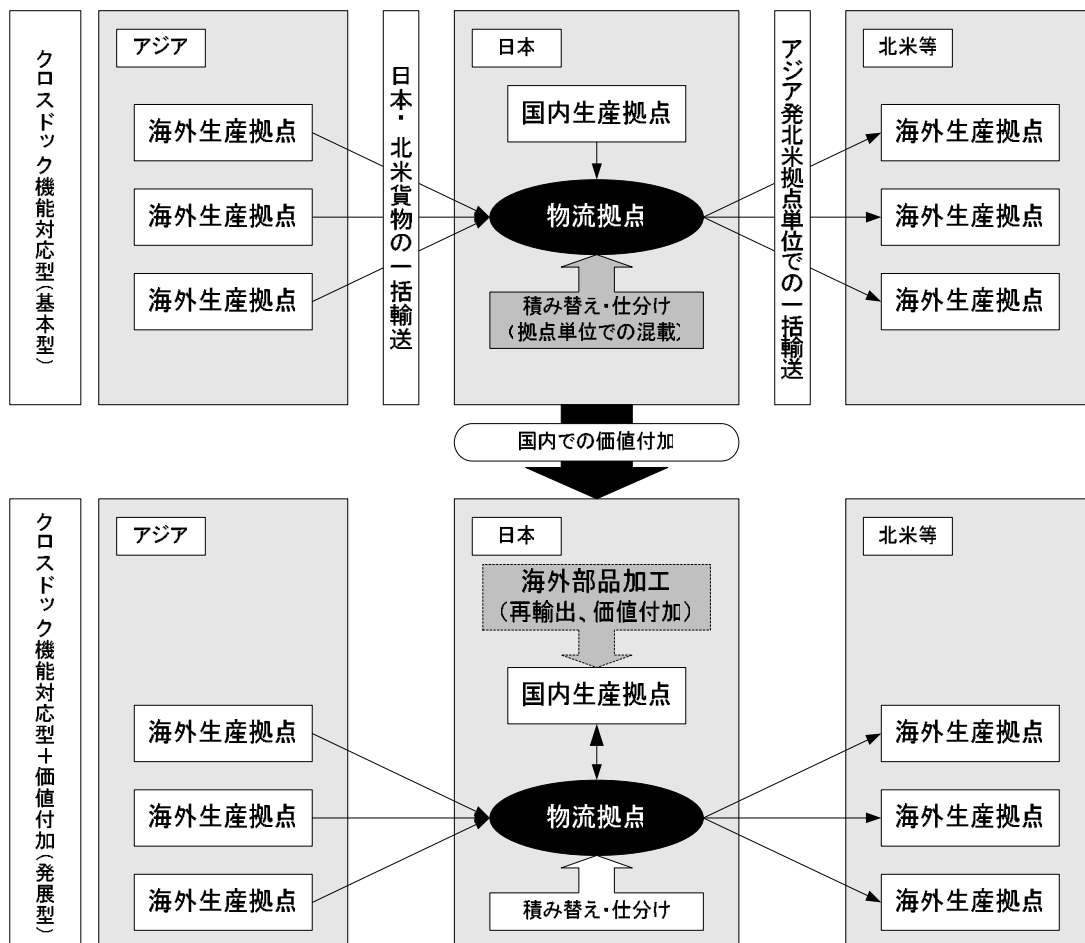 クロスドック機能対応型(基本型)
アジア
海外生産拠点
海外生産拠点
海外生産拠点
日本・北米貨物の一括輸送
日本
国内生産拠点
物流拠点
積み替え・仕分け
(拠点単位での混載)
アジア発北米拠点単位での一括輸送
北米等
海外生産拠点
海外生産拠点
海外生産拠点
国内での価値付加
クロスドック機能対応型+価値付加(発展型)
アジア
海外生産拠点
海外生産拠点
海外生産拠点
日本
海外部品加工
(再輸出、価値付加)
国内生産拠点
物流拠点
積み替え・仕分け
北米等
海外生産拠点
海外生産拠点
海外生産拠点